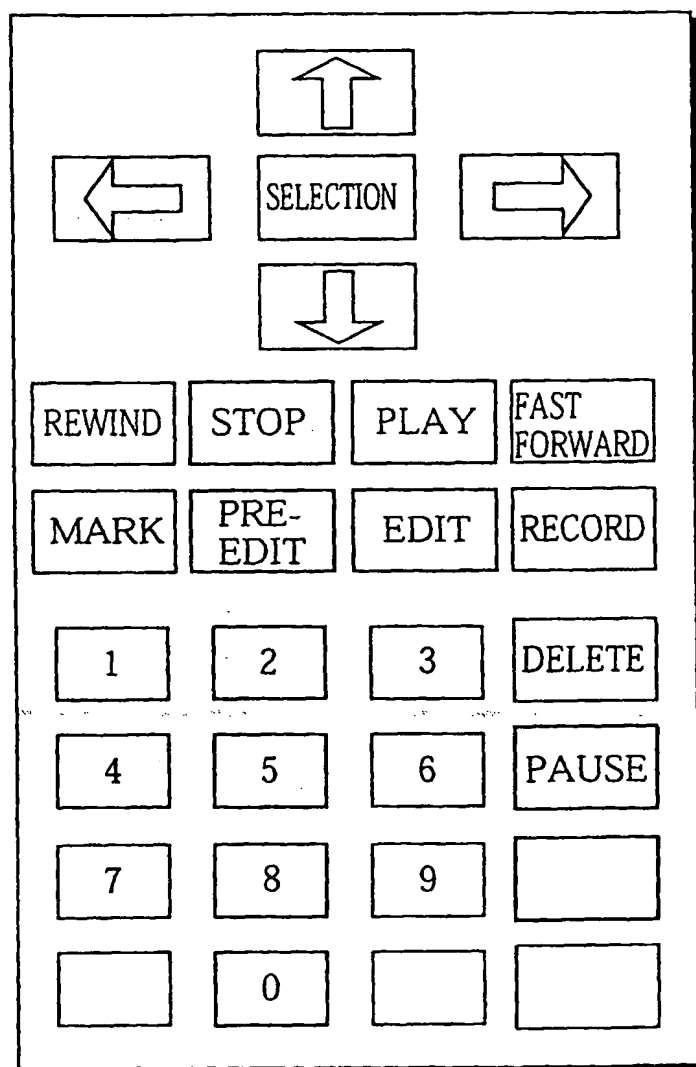 SELECTION
REWIND STOP PLAY FAST FORWARD
MARK PRE-EDIT EDIT RECORD
1 2 3 DELETE
4 5 6 PAUSE
7 8 9
0